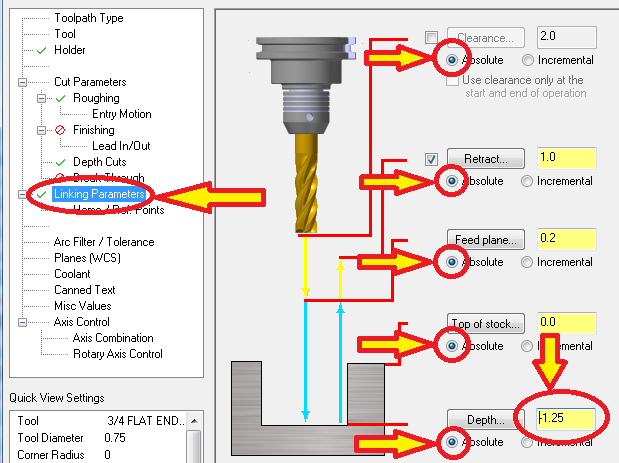 Toolpath Type
Tool
Holder
Cut Parameters
Roughing
Entry Motion
Finishing
Lead In/Out
Depth Cuts
Break Through
Linking Parameters
Home / Ref. Points
Arc Filter / Tolerance
Planes (WCS)
Coolant
Canned Text
Misc Values
Axis Control
Axis Combination
Rotary Axis Control
Quick View Settings
Tool 3/4 FLAT END...
Tool Diameter 0.75
Corner Radius 0
Clearance... 2.0
Absolute Incremental
Use clearance only at the
start and end of operation
Retract... 1.0
Absolute Incremental
Feed plane... 0.2
Absolute Incremental
Top of stock... 0.0
Absolute Incremental
Depth... -1.25
Absolute Incremental